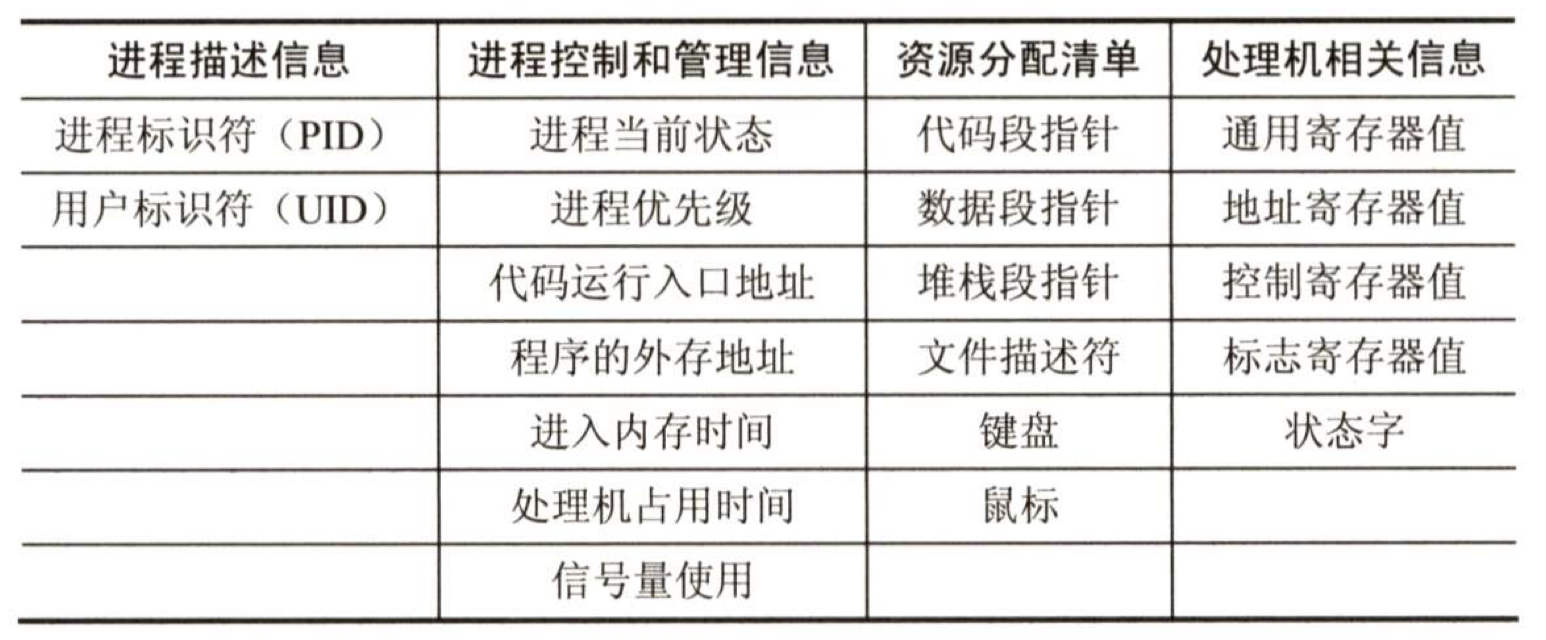 进程描述信息 进程控制和管理信息 资源分配清单 处理机相关信息
进程标识符（PID） 进程当前状态 代码段指针 通用寄存器值
用户标识符（UID） 进程优先级 数据段指针 地址寄存器值
代码运行入口地址 堆栈段指针 控制寄存器值
程序的外存地址 文件描述符 标志寄存器值
进入内存时间 键盘 状态字
处理机占用时间 鼠标
信号量使用